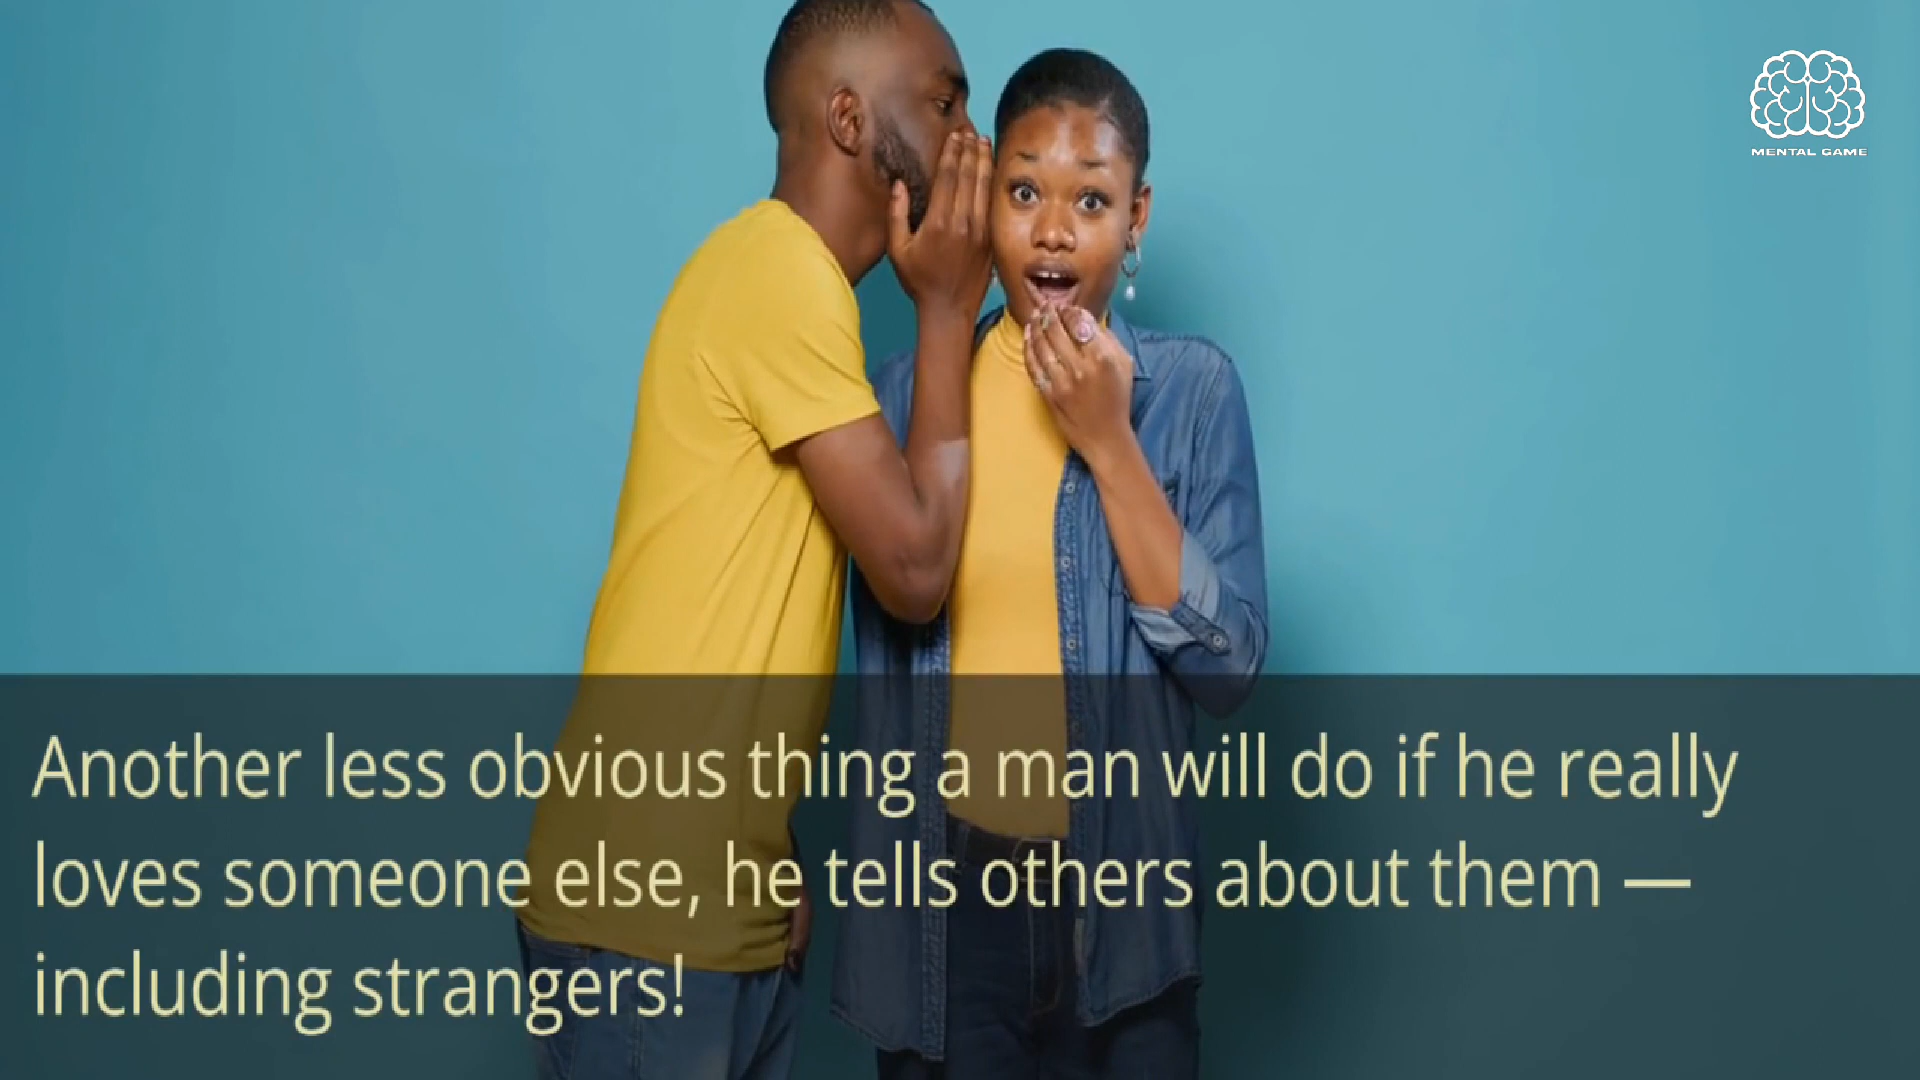 MENTAL GAME
Another less obvious thing a man will do if he really
loves someone else, he tells others about them —
including strangers!